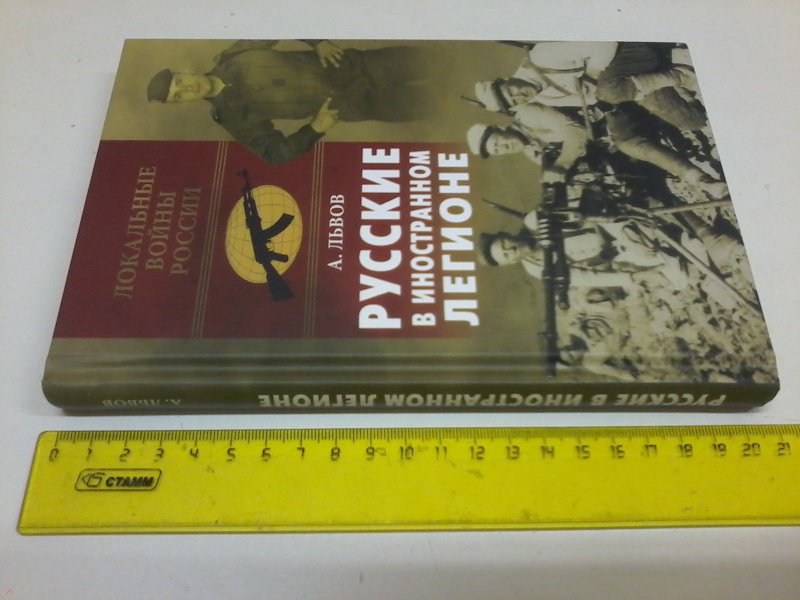 ЛОКАЛЬНЫЕ
ВОЙНЫ
РОССИИ
А. ЛЬВОВ
РУССКИЕ
В ИНОСТРАННОМ
ЛЕГИОНЕ
А. ЛЬВОВ РУССКИЕ В ИНОСТРАННОМ ЛЕГИОНЕ
0 1 2 3 4 5 6 7 8 9 10 11 12 13 14 15 16 17 18 19 20 21
СТАММ